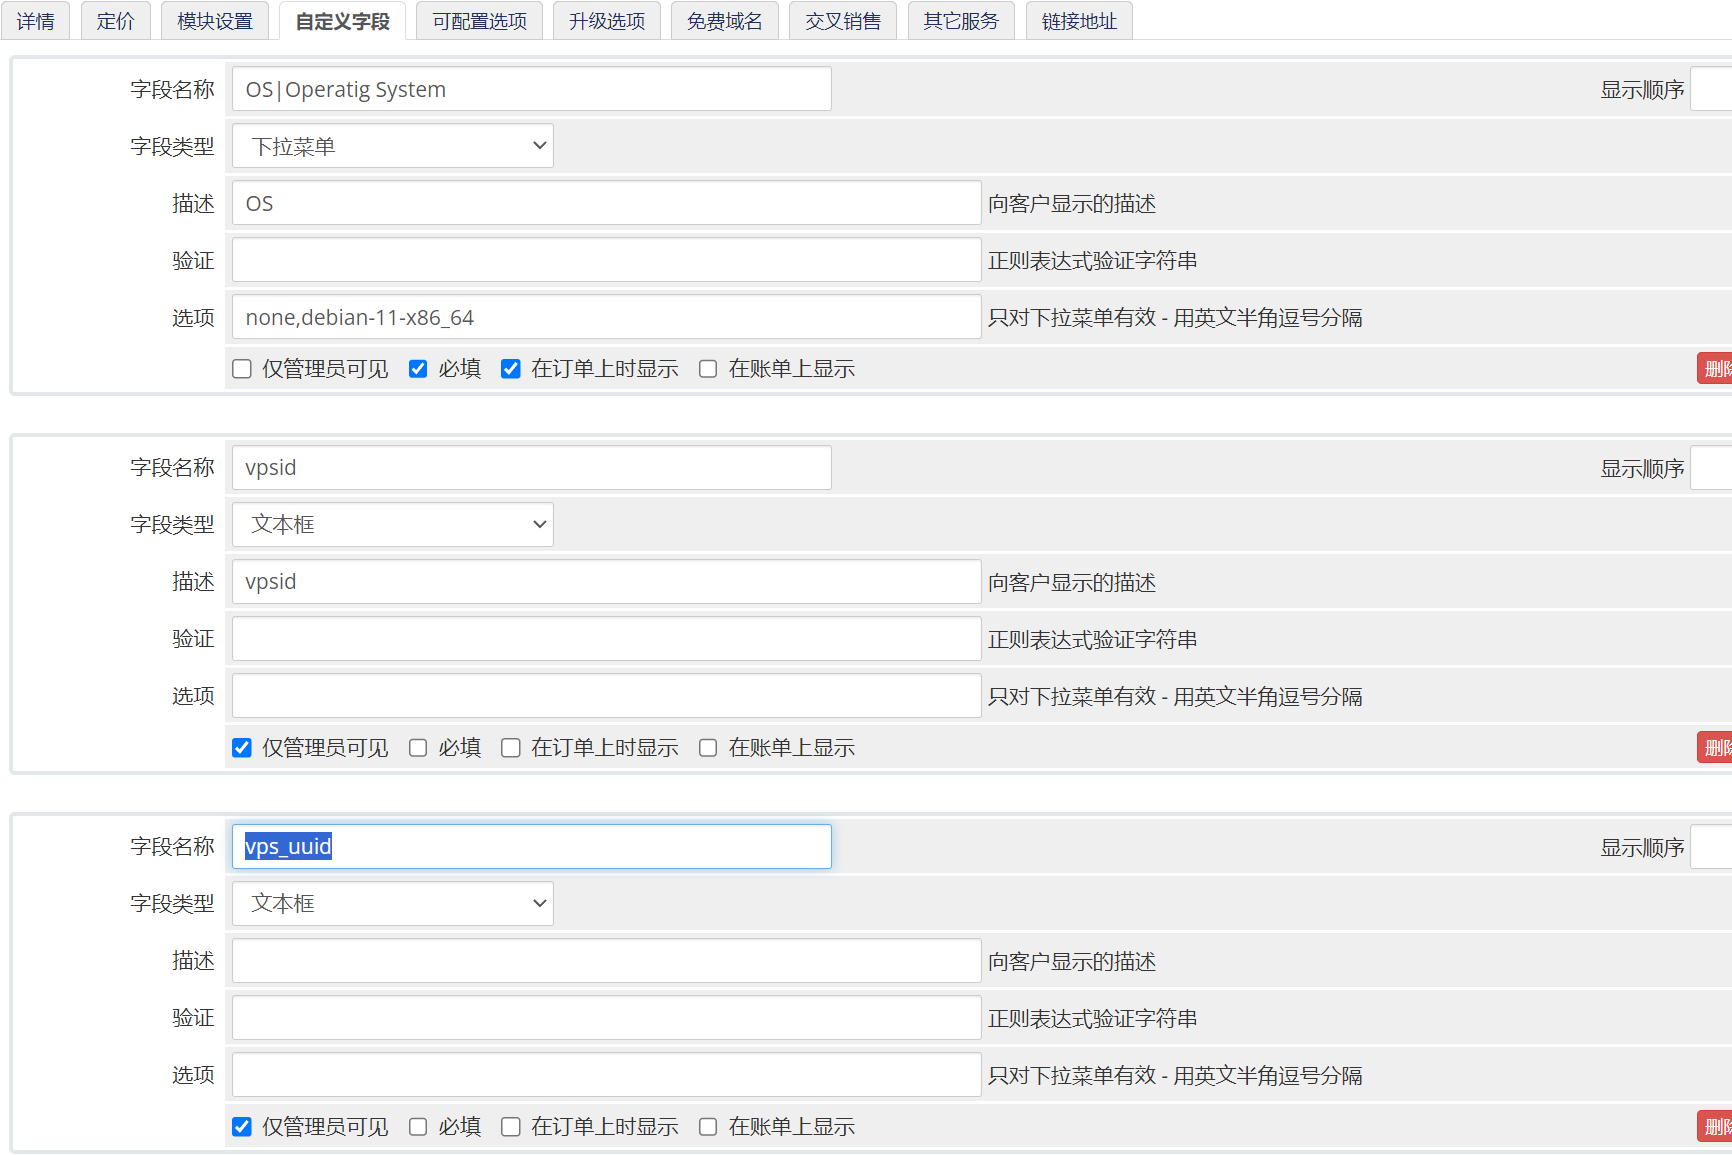 详情 定价 模块设置 自定义字段 可配置选项 升级选项 免费域名 交叉销售 其它服务 链接地址
字段名称 OS|Operatig System 显示顺序
字段类型 下拉菜单
描述 OS 向客户显示的描述
验证 正则表达式验证字符串
选项 none,debian-11-x86_64 只对下拉菜单有效 - 用英文半角逗号分隔
仅管理员可见 必填 在订单上时显示 在账单上显示 删除
字段名称 vpsid 显示顺序
字段类型 文本框
描述 vpsid 向客户显示的描述
验证 正则表达式验证字符串
选项 只对下拉菜单有效 - 用英文半角逗号分隔
仅管理员可见 必填 在订单上时显示 在账单上显示 删除
字段名称 vps_uuid 显示顺序
字段类型 文本框
描述 向客户显示的描述
验证 正则表达式验证字符串
选项 只对下拉菜单有效 - 用英文半角逗号分隔
仅管理员可见 必填 在订单上时显示 在账单上显示 删除